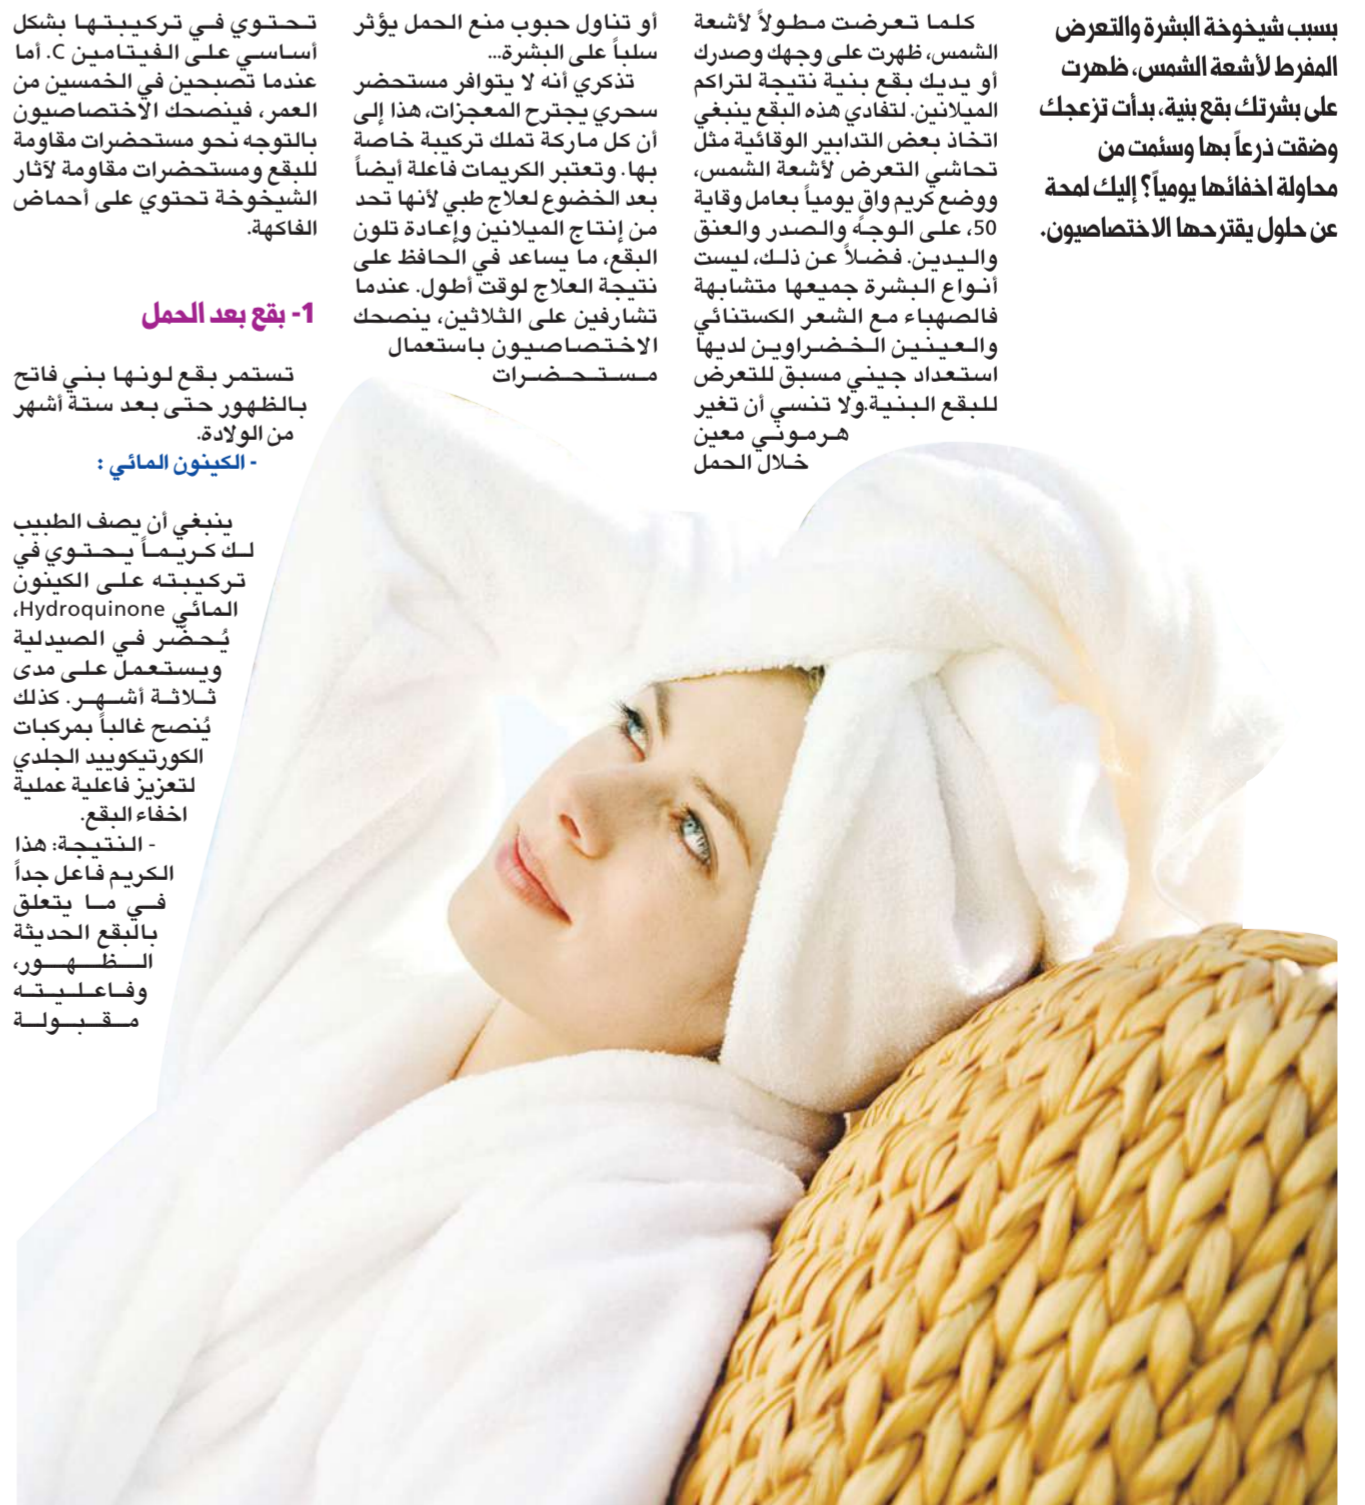 بسبب شيخوخة البشرة والتعرض
المفرط لأشعة الشمس، ظهرت
على بشرتك بقع بنية، بدأت تزعجك
وضقت ذرعاً بها وسئمت من
محاولة اخفائها يومياً؟ إليك لمحة
عن حلول يقترحها الاختصاصيون.
كلما تعرضت مطولاً لأشعة
الشمس، ظهرت على وجهك وصدرك
أو يديك بقع بنية نتيجة لتراكم
الميلانين. لتفادي هذه البقع ينبغي
اتخاذ بعض التدابير الوقائية مثل
تحاشي التعرض لأشعة الشمس،
ووضع كريم واقٍ يومياً بعامل وقاية
50، على الوجه والصدر والعنق
واليدين. فضلاً عن ذلك، ليست
أنواع البشرة جميعها متشابهة
فالصهباء مع الشعر الكستنائي
والعينين الخضراوين لديها
استعداد جيني مسبق للتعرض
للبقع البنية.ولا تنسي أن تغير
هرموني معين
خلال الحمل
أو تناول حبوب منع الحمل يؤثر
سلباً على البشرة...
تذكري أنه لا يتوافر مستحضر
سحري يجترح المعجزات، هذا إلى
أن كل ماركة تملك تركيبة خاصة
بها. وتعتبر الكريمات فاعلة أيضاً
بعد الخضوع لعلاج طبي لأنها تحد
من إنتاج الميلانين وإعادة تلون
البقع، ما يساعد في الحافظ على
نتيجة العلاج لوقت أطول. عندما
تشارفين على الثلاثين، ينصحك
الاختصاصيون باستعمال
مستحضرات
تحتوي في تركيبتها بشكل
أساسي على الفيتامين C. أما
عندما تصبحين في الخمسين من
العمر، فينصحك الاختصاصيون
بالتوجه نحو مستحضرات مقاومة
للبقع ومستحضرات مقاومة لآثار
الشيخوخة تحتوي على أحماض
الفاكهة.
1- بقع بعد الحمل
تستمر بقع لونها بني فاتح
بالظهور حتى بعد ستة أشهر
من الولادة.
- الكينون المائي :
ينبغي أن يصف الطبيب
لك كريماً يحتوي في
تركيبته على الكينون
المائي Hydroquinone،
يُحضّر في الصيدلية
ويستعمل على مدى
ثلاثة أشهر. كذلك
يُنصح غالباً بمركبات
الكورتيكوييد الجلدي
لتعزيز فاعلية عملية
اخفاء البقع.
- النتيجة: هذا
الكريم فاعل جداً
في ما يتعلق
بالبقع الحديثة
الظهور،
وفاعليته
مقبولة